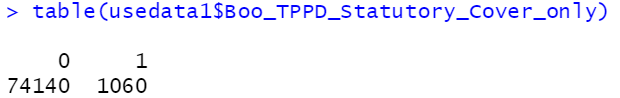 > table(usedata1$Boo_TPPD_Statutory_Cover_only)
0 1
74140 1060